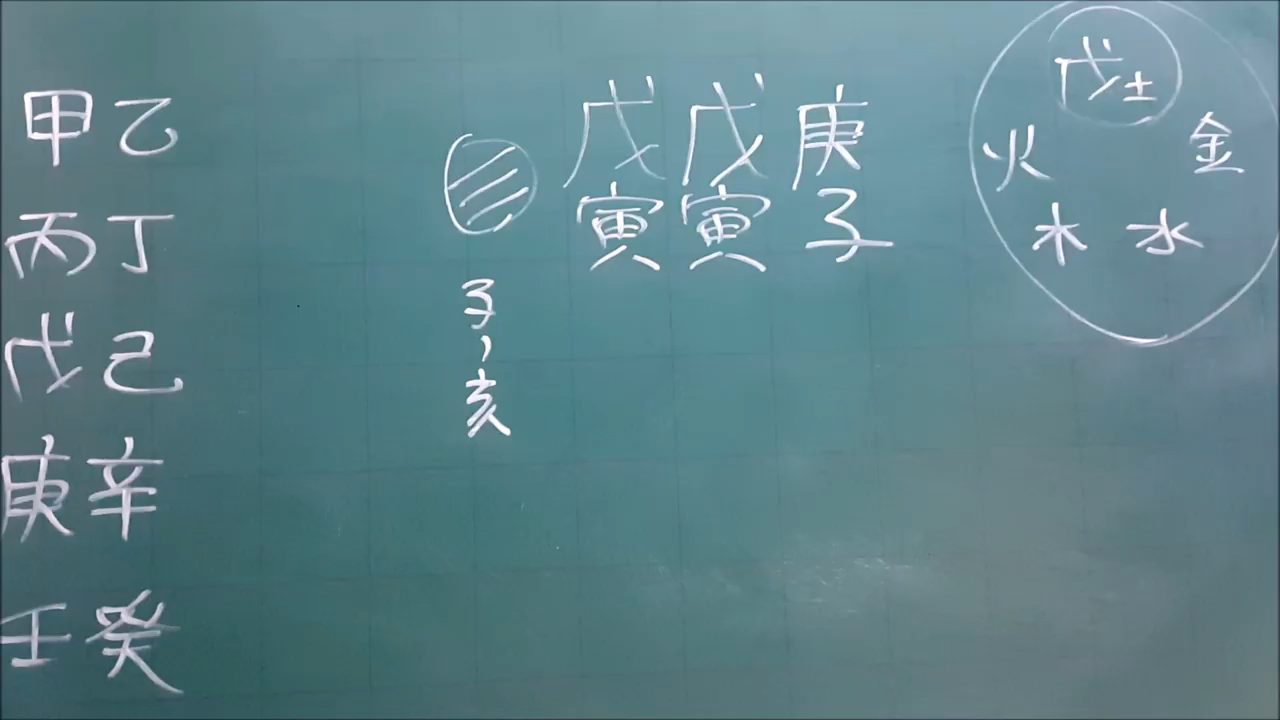 甲乙
丙丁
戊己
庚辛
壬癸
戊戊庚
寅寅子
子,亥
戊土
火 金
木 水